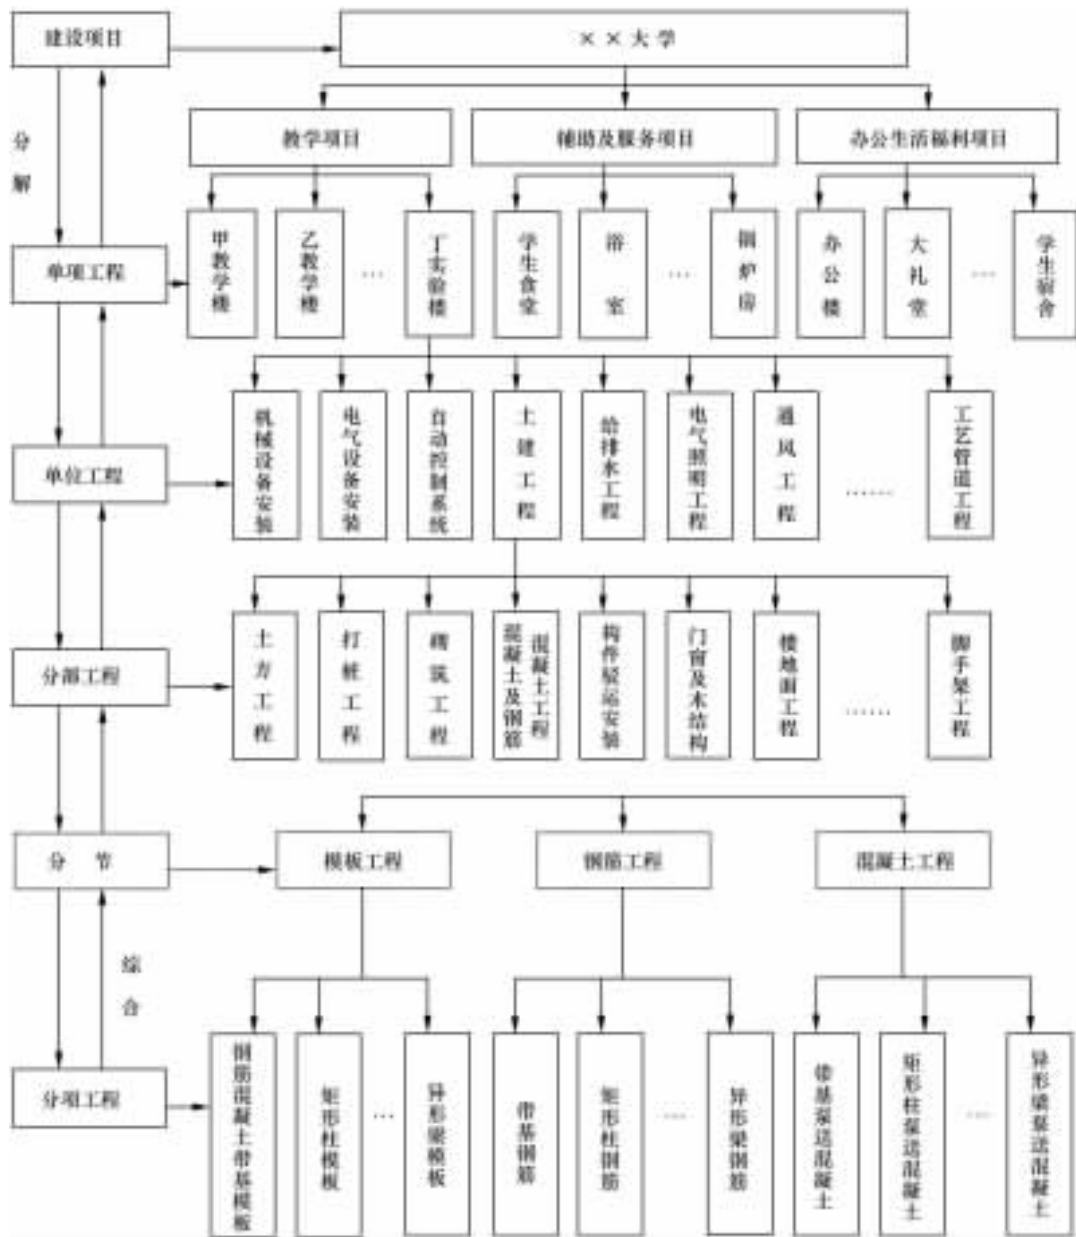 建设项目
××大学
分解
教学项目
辅助及服务项目
办公生活福利项目
单项工程
甲教学楼
乙教学楼
…
丁实验楼
学生食堂
浴室
…
锅炉房
办公楼
大礼堂
…
学生宿舍
单位工程
机械设备安装
电气设备安装
自动控制系统
土建工程
给排水工程
电气照明工程
通风工程
……
工艺管道工程
分部工程
土方工程
打桩工程
砌筑工程
混凝土及钢筋
混凝土工程
构件驳运安装
门窗及木结构
楼地面工程
……
脚手架工程
分节
模板工程
钢筋工程
混凝土工程
综合
分项工程
钢筋混凝土带基模板
矩形柱模板
…
异形梁模板
带基钢筋
矩形柱钢筋
…
异形梁钢筋
带基泵送混凝土
矩形柱泵送混凝土
…
异形梁泵送混凝土